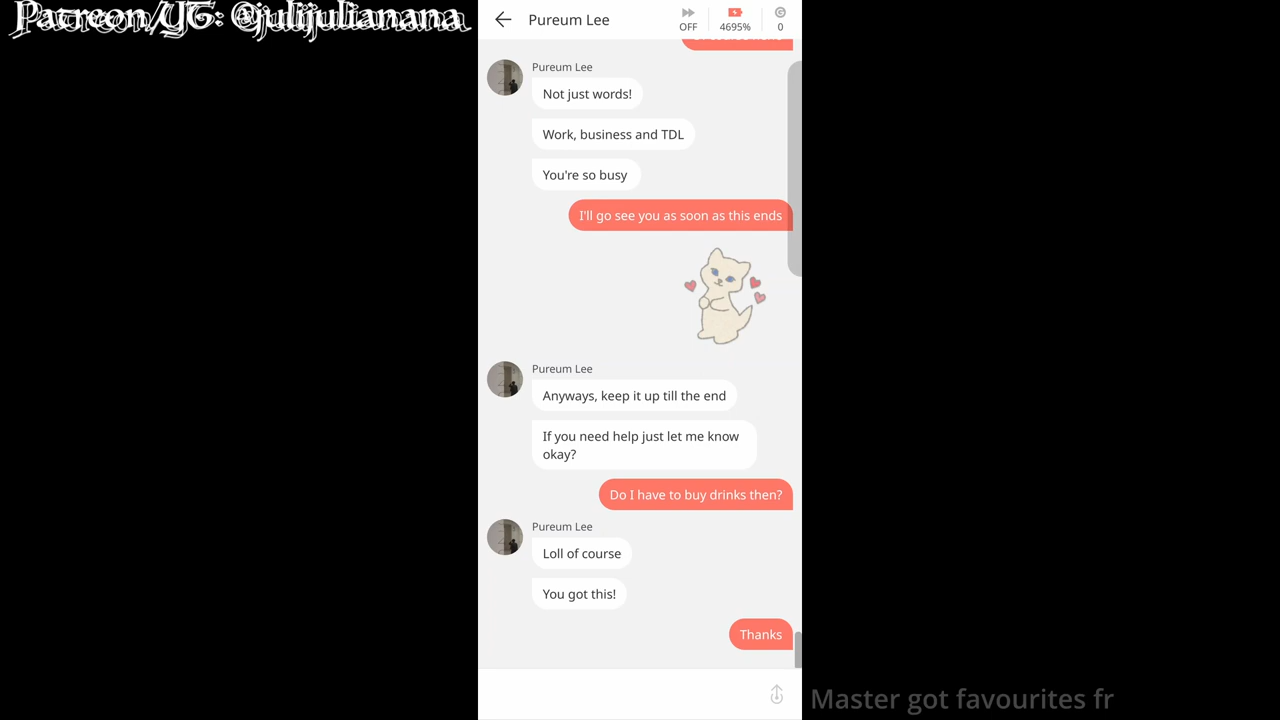 Patreon/YG: @julijulianana
Pureum Lee
OFF
4695%
0
Pureum Lee
Not just words!
Work, business and TDL
You're so busy
I'll go see you as soon as this ends
Pureum Lee
Anyways, keep it up till the end
If you need help just let me know
okay?
Do I have to buy drinks then?
Pureum Lee
Loll of course
You got this!
Thanks
Master got favourites fr